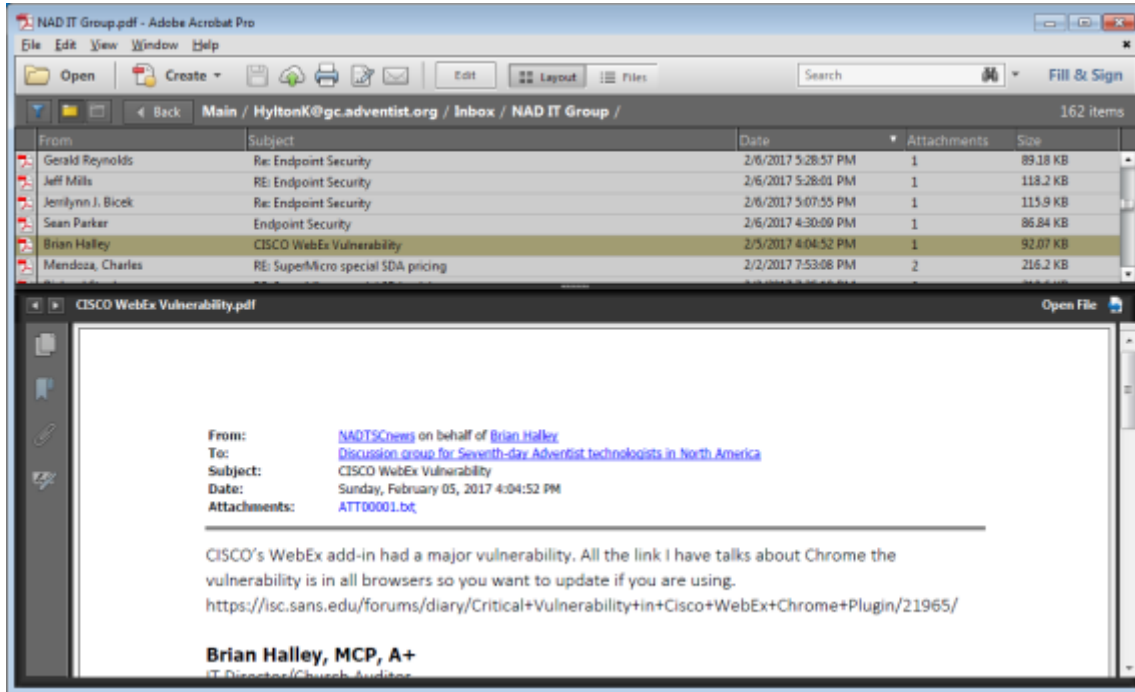 NAD IT Group.pdf - Adobe Acrobat Pro
File Edit View Window Help
Open Create Edit Layout Files Search Fill & Sign
Back Main / HyltonK@gc.adventist.org / Inbox / NAD IT Group / 162 items
From Subject Date Attachments Size
Gerald Reynolds Re: Endpoint Security 2/6/2017 5:28:57 PM 1 89.18 KB
Jeff Mills RE: Endpoint Security 2/6/2017 5:28:01 PM 1 118.2 KB
Jerrilynn J. Bicek Re: Endpoint Security 2/6/2017 5:07:55 PM 1 115.9 KB
Sean Parker Endpoint Security 2/6/2017 4:30:09 PM 1 86.84 KB
Brian Halley CISCO WebEx Vulnerability 2/5/2017 4:04:52 PM 1 92.07 KB
Mendoza, Charles RE: SuperMicro special SDA pricing 2/2/2017 7:53:08 PM 2 216.2 KB
CISCO WebEx Vulnerability.pdf Open File
From: NADTSCnews on behalf of Brian Halley
To: Discussion group for Seventh-day Adventist technologists in North America
Subject: CISCO WebEx Vulnerability
Date: Sunday, February 05, 2017 4:04:52 PM
Attachments: ATT00001.txt
CISCO's WebEx add-in had a major vulnerability. All the link I have talks about Chrome the
vulnerability is in all browsers so you want to update if you are using.
https://isc.sans.edu/forums/diary/Critical+Vulnerability+in+Cisco+WebEx+Chrome+Plugin/21965/
Brian Halley, MCP, A+
IT Director/Church Auditor